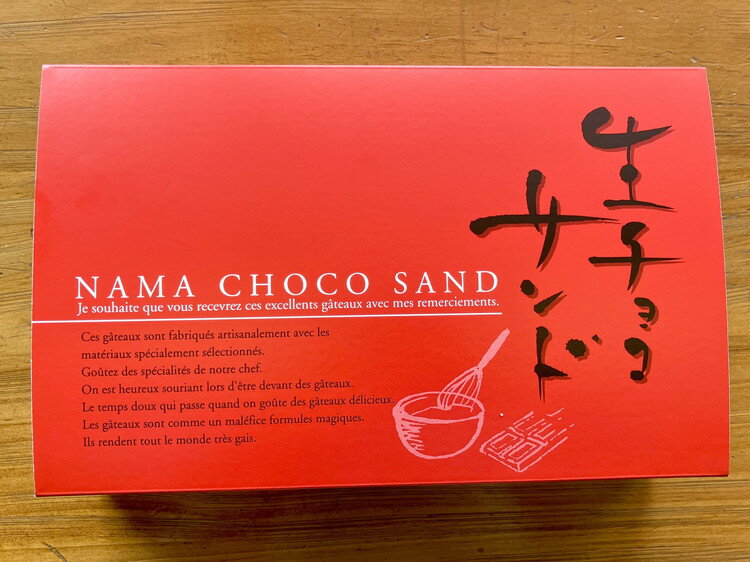 生チョコ
サンド
NAMA CHOCO SAND
Je souhaite que vous recevrez ces excellents gâteaux avec mes remerciements.
Ces gâteaux sont fabriqués artisanalement avec les
matériaux spécialement sélectionnés.
Goûtez des spécialités de notre chef.
On est heureux souriant lors d'être devant des gâteaux.
Le temps doux qui passe quand on goûte des gâteaux délicieux.
Les gâteaux sont comme un maléfice formules magiques.
Ils rendent tout le monde très gais.